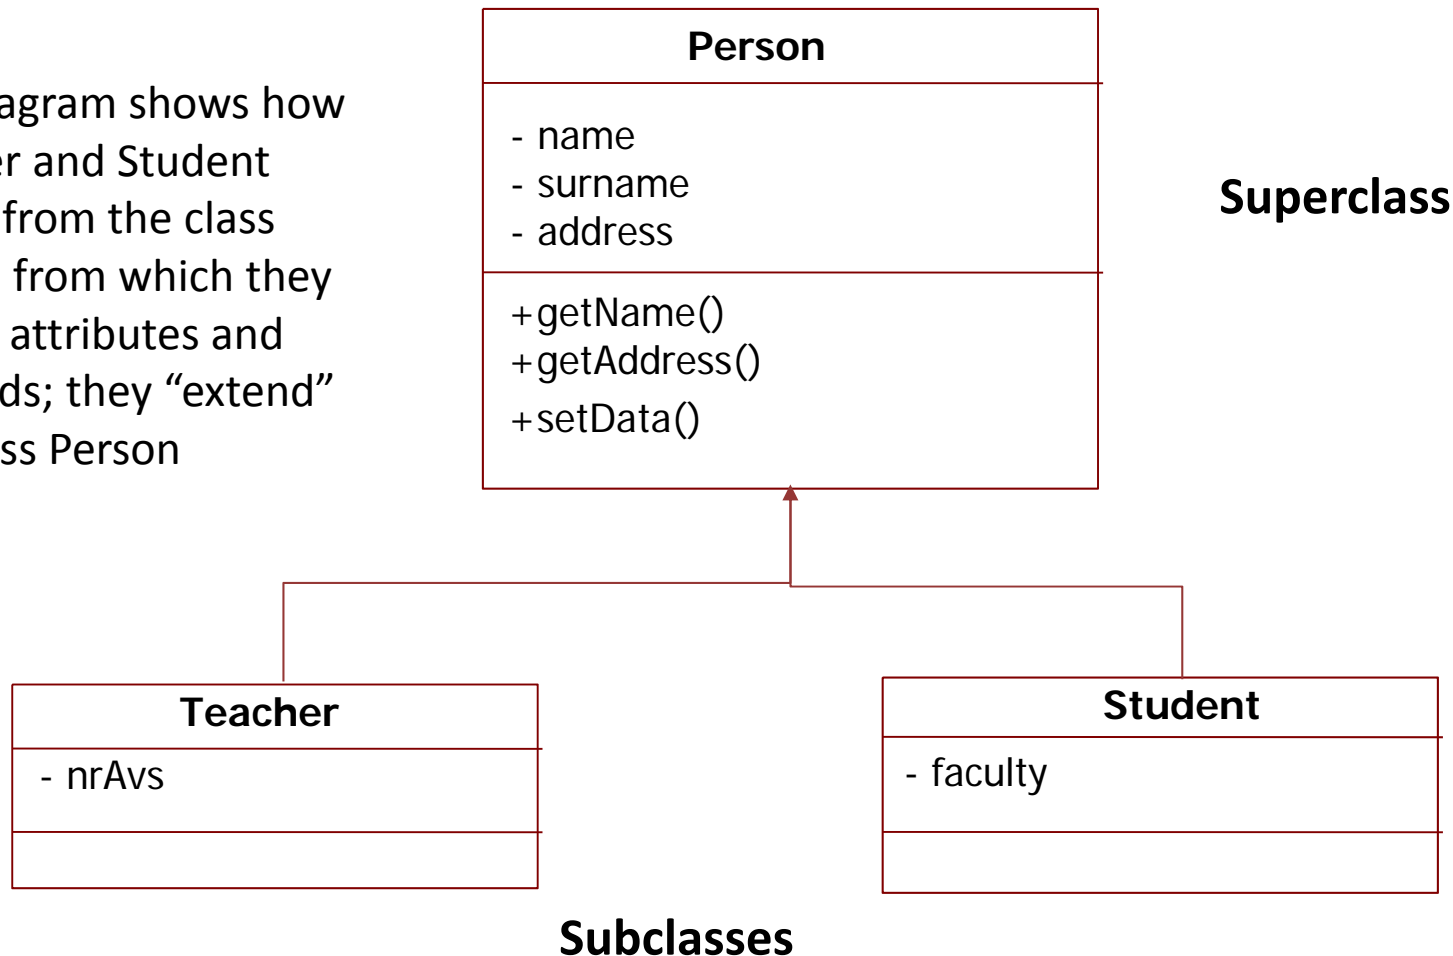 Person
- name
- surname
- address
+getName()
+getAddress()
+setData()
Superclass
agram shows how
er and Student
from the class
from which they
attributes and
ds; they “extend”
ss Person
Teacher
- nrAvs
Student
- faculty
Subclasses